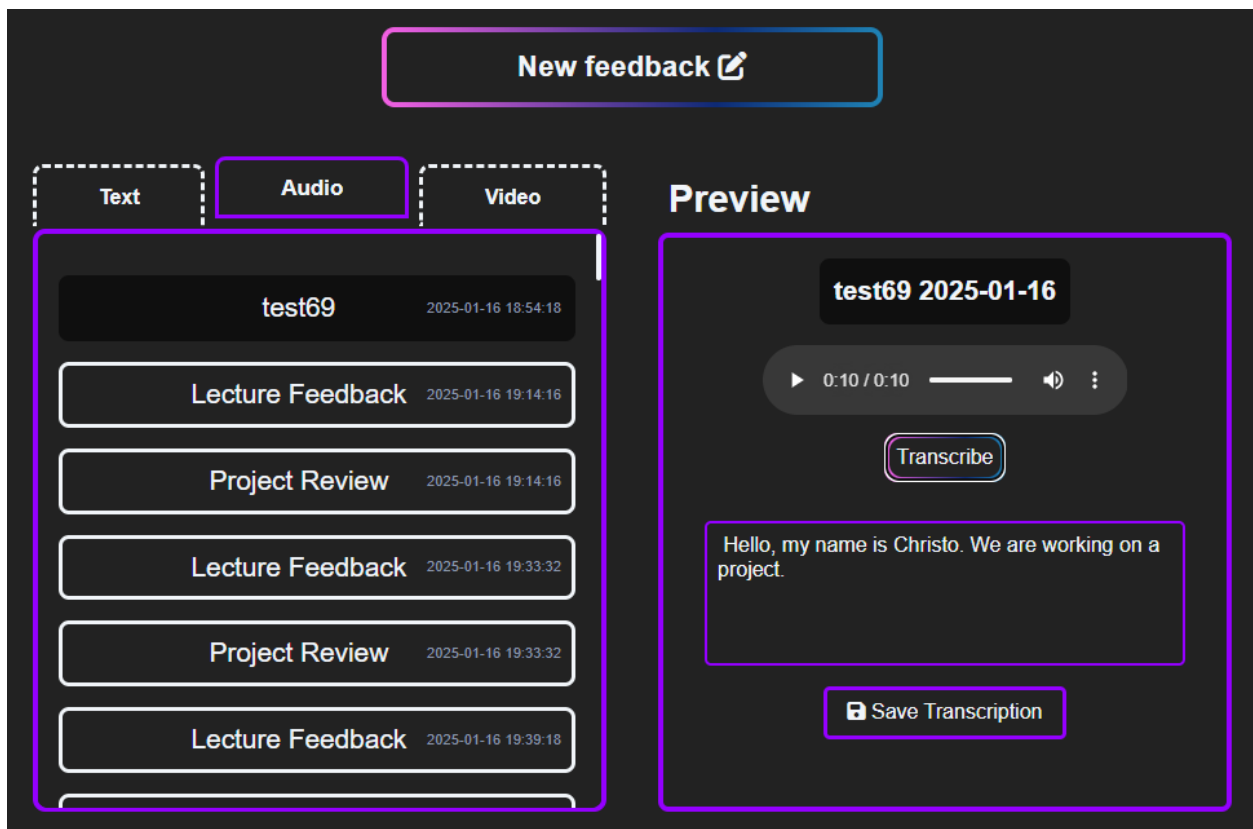 New feedback
Text
Audio
Video
test69 2025-01-16 18:54:18
Lecture Feedback 2025-01-16 19:14:16
Project Review 2025-01-16 19:14:16
Lecture Feedback 2025-01-16 19:33:32
Project Review 2025-01-16 19:33:32
Lecture Feedback 2025-01-16 19:39:18
Preview
test69 2025-01-16
0:10 / 0:10
Transcribe
Hello, my name is Christo. We are working on a
project.
Save Transcription